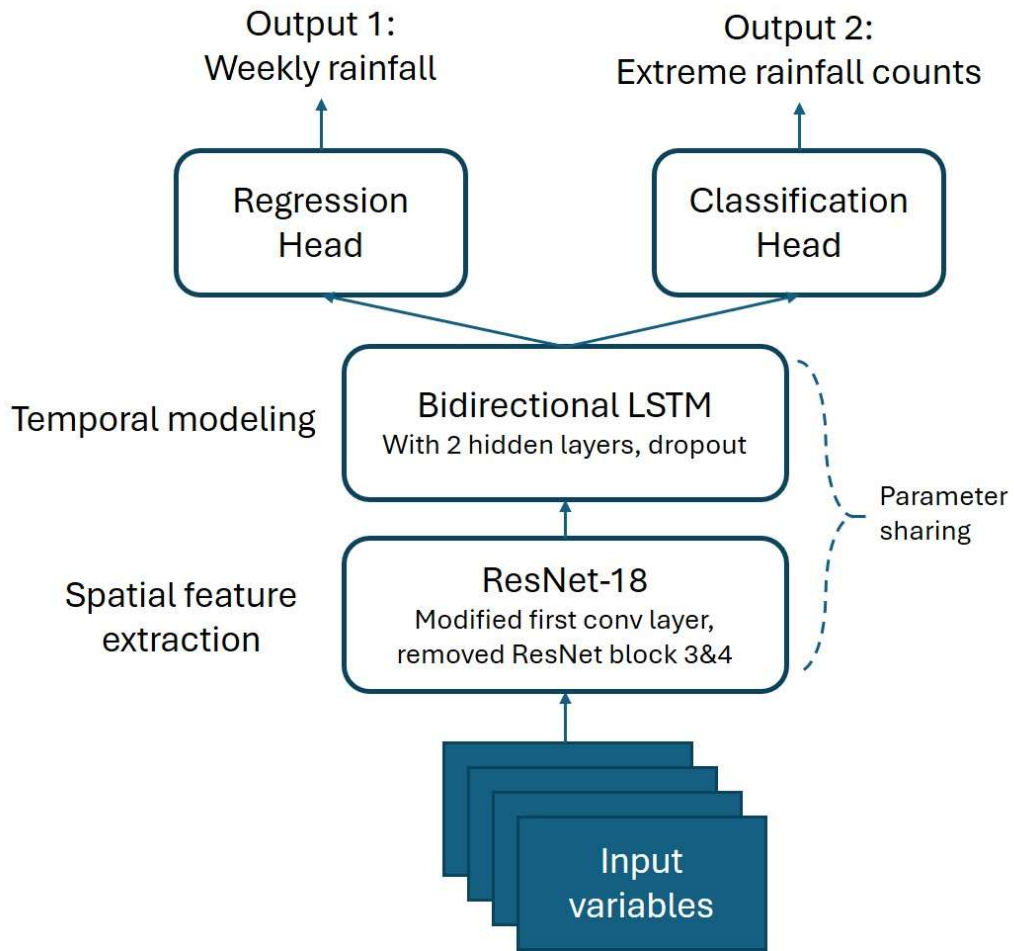 Output 1:
Weekly rainfall
Output 2:
Extreme rainfall counts
Regression
Head
Classification
Head
Temporal modeling
Bidirectional LSTM
With 2 hidden layers, dropout
Parameter
sharing
Spatial feature
extraction
ResNet-18
Modified first conv layer,
removed ResNet block 3&4
Input
variables